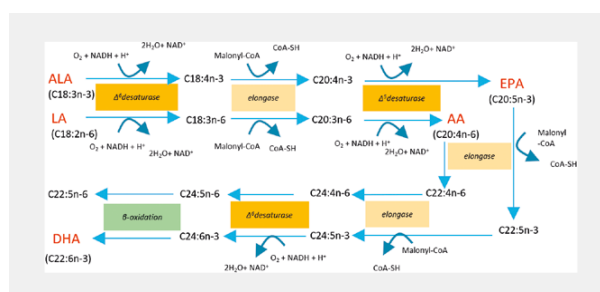 2H₂O+ NAD⁺
O₂ + NADH + H⁺
Malonyl-CoA
CoA-SH
O₂ + NADH + H⁺
2H₂O+ NAD⁺
ALA
(C18:3n-3)
C18:4n-3
C20:4n-3
EPA
(C20:5n-3)
Δ⁶desaturase
elongase
Δ⁵desaturase
LA
(C18:2n-6)
C18:3n-6
C20:3n-6
AA
(C20:4n-6)
O₂ + NADH + H⁺
2H₂O+ NAD⁺
Malonyl-CoA
CoA-SH
O₂ + NADH + H⁺
2H₂O+ NAD⁺
Malonyl
-CoA
elongase
CoA-SH
C22:5n-6
C24:5n-6
C24:4n-6
C22:4n-6
β-oxidation
Δ⁶desaturase
elongase
DHA
(C22:6n-3)
C24:6n-3
C24:5n-3
C22:5n-3
2H₂O+ NAD⁺
O₂ + NADH + H⁺
CoA-SH
Malonyl-CoA